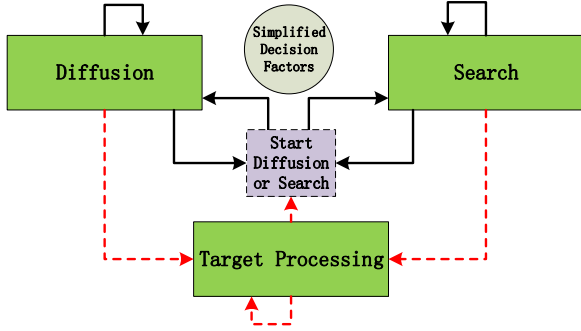 Simplified
Decision
Factors
Diffusion
Search
Start
Diffusion
or Search
Target Processing